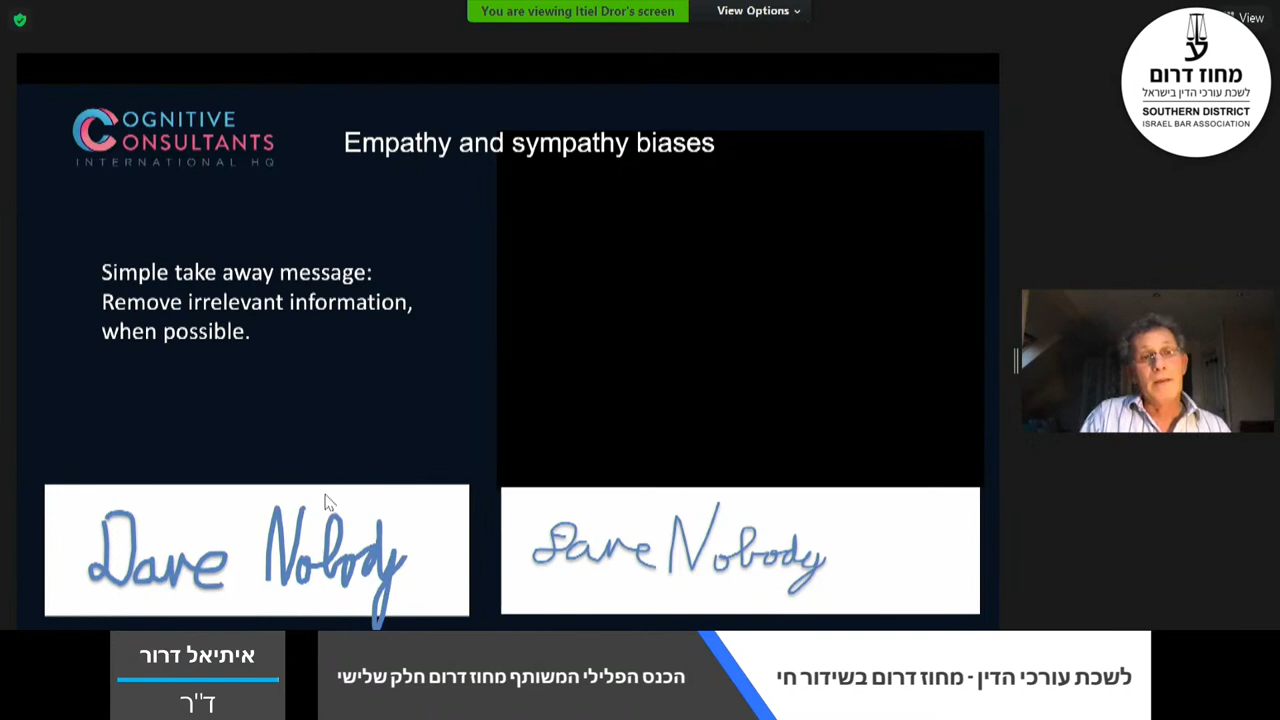 You are viewing Itiel Dror's screen
View Options
View
מחוז דרום
לשכת עורכי הדין בישראל
SOUTHERN DISTRICT
ISRAEL BAR ASSOCIATION
COGNITIVE
CONSULTANTS
INTERNATIONAL HQ
Empathy and sympathy biases
Simple take away message:
Remove irrelevant information,
when possible.
Dave Nobody
Dave Nobody
איתיאל דרור
ד"ר
הכנס הפלילי המשותף מחוז דרום חלק שלישי
לשכת עורכי הדין - מחוז דרום בשידור חי